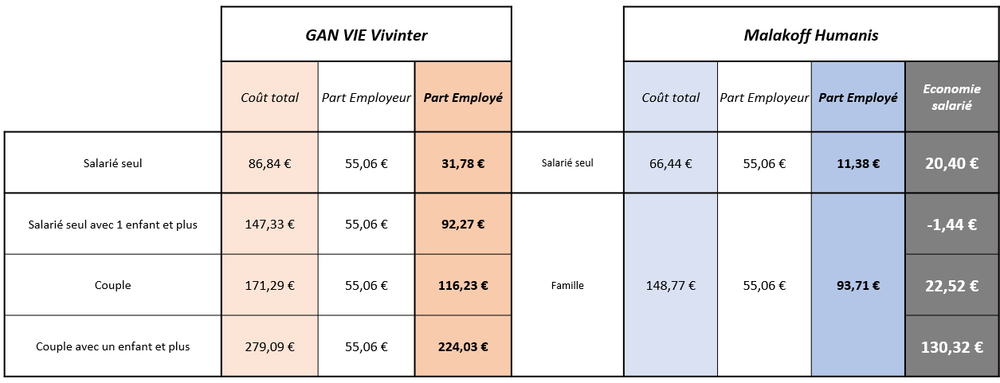 GAN VIE Vivinter
Malakoff Humanis
Coût total
Part Employeur
Part Employé
Coût total
Part Employeur
Part Employé
Economie
salarié
Salarié seul
86,84 €
55,06 €
31,78 €
Salarié seul
66,44 €
55,06 €
11,38 €
20,40 €
Salarié seul avec 1 enfant et plus
147,33 €
55,06 €
92,27 €
-1,44 €
Couple
171,29 €
55,06 €
116,23 €
Famille
148,77 €
55,06 €
93,71 €
22,52 €
Couple avec un enfant et plus
279,09 €
55,06 €
224,03 €
130,32 €